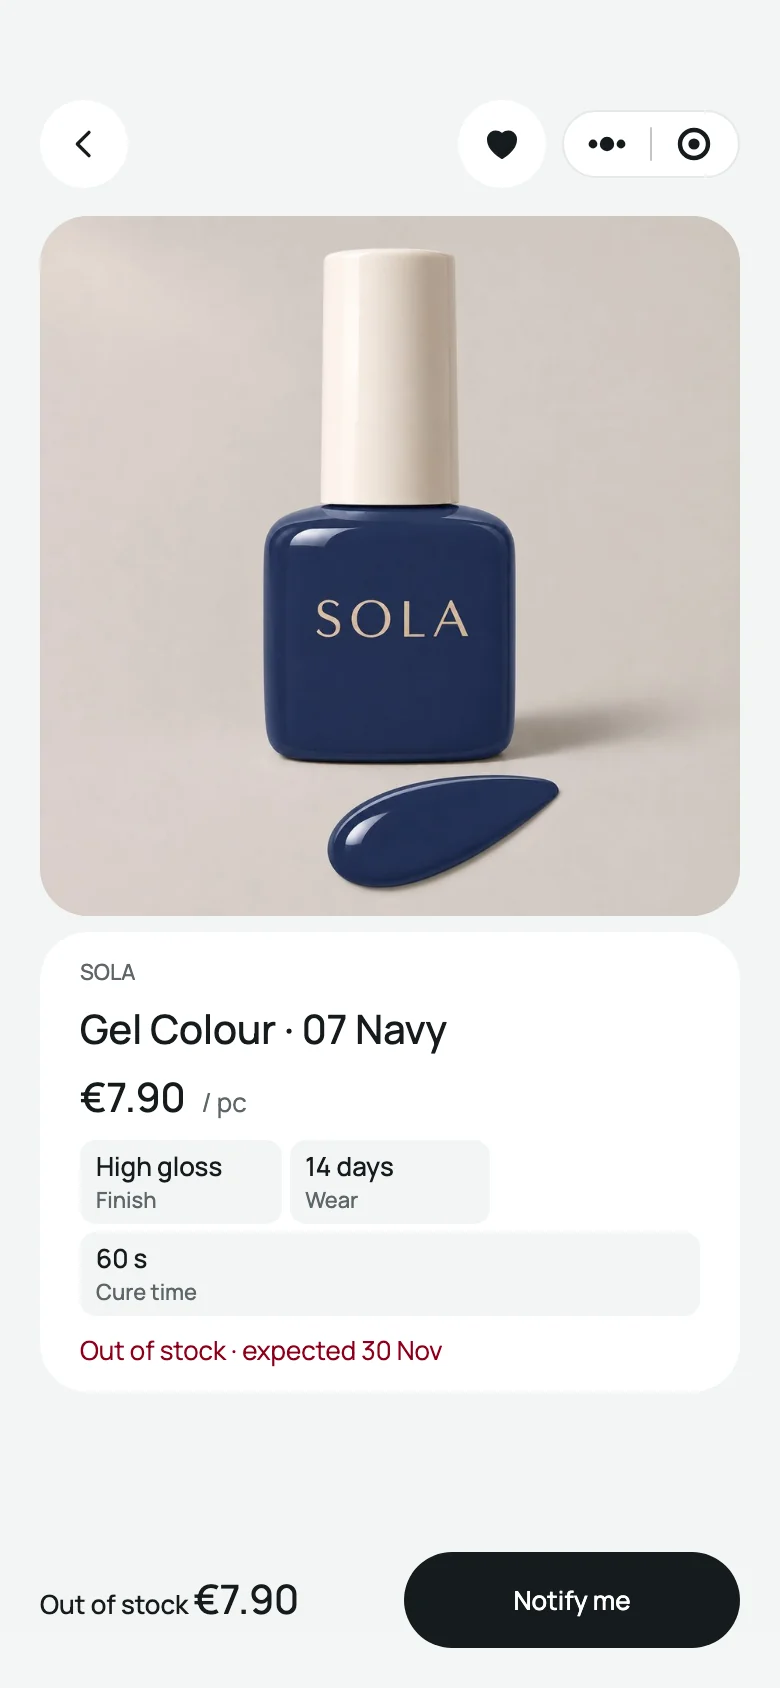 SOLA
SOLA
Gel Colour · 07 Navy
€7.90 / pc
High gloss
Finish
14 days
Wear
60 s
Cure time
Out of stock · expected 30 Nov
Out of stock €7.90
Notify me